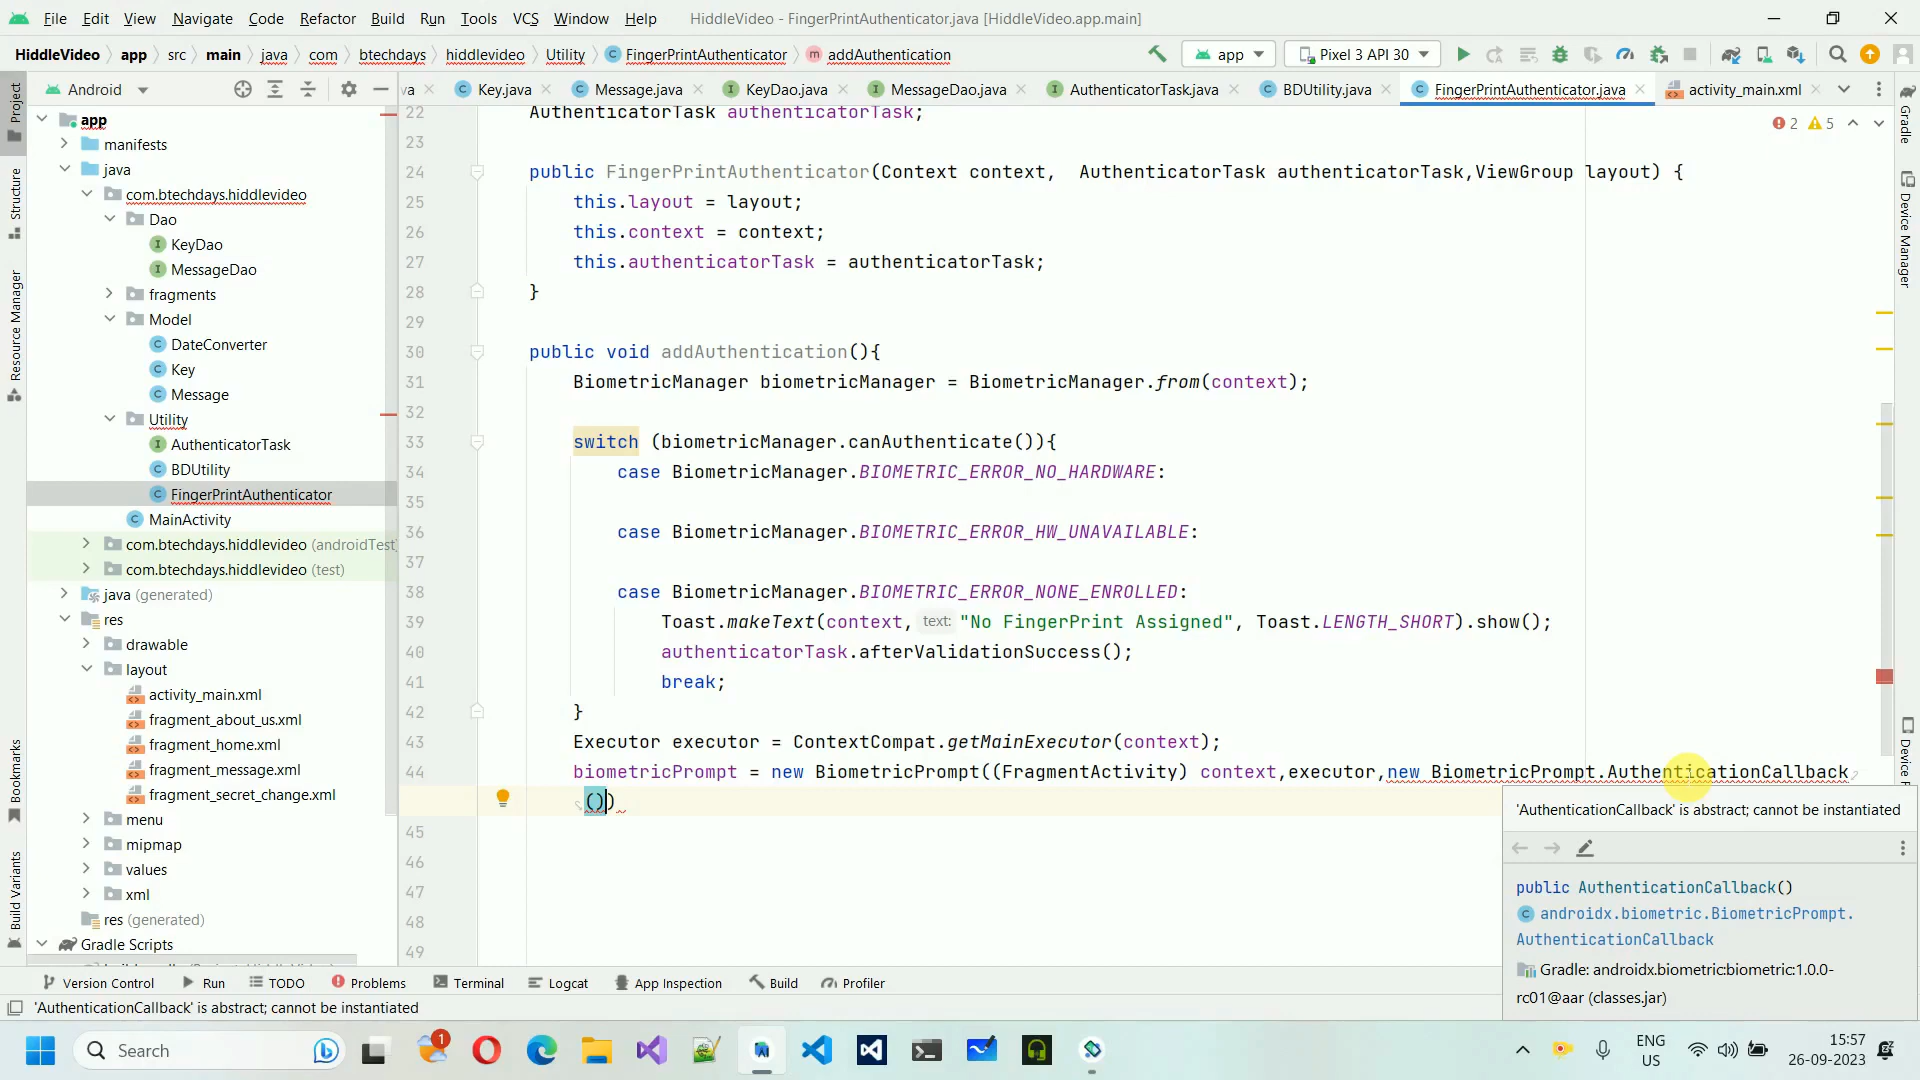 File Edit View Navigate Code Refactor Build Run Tools VCS Window Help HiddleVideo - FingerPrintAuthenticator.java [HiddleVideo.app.main]
HiddleVideo app src main java com btechdays hiddlevideo Utility FingerPrintAuthenticator addAuthentication app Pixel 3 API 30
Android va Key.java Message.java KeyDao.java MessageDao.java AuthenticatorTask.java BDUtility.java FingerPrintAuthenticator.java activity_main.xml
Project
Structure
Resource Manager
Bookmarks
Build Variants
app
manifests
java
com.btechdays.hiddlevideo
Dao
KeyDao
MessageDao
fragments
Model
DateConverter
Key
Message
Utility
AuthenticatorTask
BDUtility
FingerPrintAuthenticator
MainActivity
com.btechdays.hiddlevideo (androidTest)
com.btechdays.hiddlevideo (test)
java (generated)
res
drawable
layout
activity_main.xml
fragment_about_us.xml
fragment_home.xml
fragment_message.xml
fragment_secret_change.xml
menu
mipmap
values
xml
res (generated)
Gradle Scripts
2 5
22 AuthenticatorTask authenticatorTask;
23
24 public FingerPrintAuthenticator(Context context,  AuthenticatorTask authenticatorTask,ViewGroup layout) {
25 this.layout = layout;
26 this.context = context;
27 this.authenticatorTask = authenticatorTask;
28 }
29
30 public void addAuthentication(){
31 BiometricManager biometricManager = BiometricManager.from(context);
32
33 switch (biometricManager.canAuthenticate()){
34 case BiometricManager.BIOMETRIC_ERROR_NO_HARDWARE:
35
36 case BiometricManager.BIOMETRIC_ERROR_HW_UNAVAILABLE:
37
38 case BiometricManager.BIOMETRIC_ERROR_NONE_ENROLLED:
39 Toast.makeText(context, text: "No FingerPrint Assigned", Toast.LENGTH_SHORT).show();
40 authenticatorTask.afterValidationSuccess();
41 break;
42 }
43 Executor executor = ContextCompat.getMainExecutor(context);
44 biometricPrompt = new BiometricPrompt((FragmentActivity) context,executor,new BiometricPrompt.AuthenticationCallback
())
45
46
47
48
49
'AuthenticationCallback' is abstract; cannot be instantiated
public AuthenticationCallback()
androidx.biometric.BiometricPrompt.
AuthenticationCallback
Gradle: androidx.biometric:biometric:1.0.0-
rc01@aar (classes.jar)
Gradle
Device Manager
Version Control Run TODO Problems Terminal Logcat App Inspection Build Profiler
'AuthenticationCallback' is abstract; cannot be instantiated
Search 1 ENG
US 15:57
26-09-2023